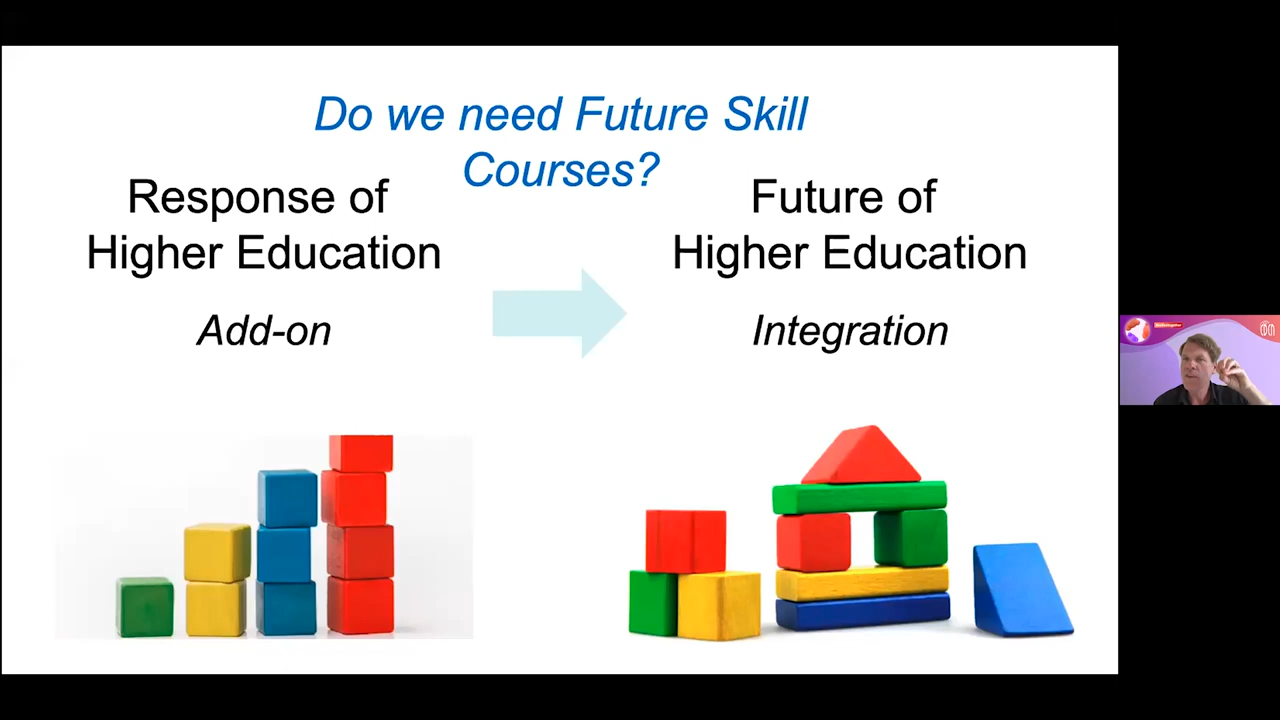 Do we need Future Skill
Courses?
Response of
Higher Education
Add-on
Future of
Higher Education
Integration